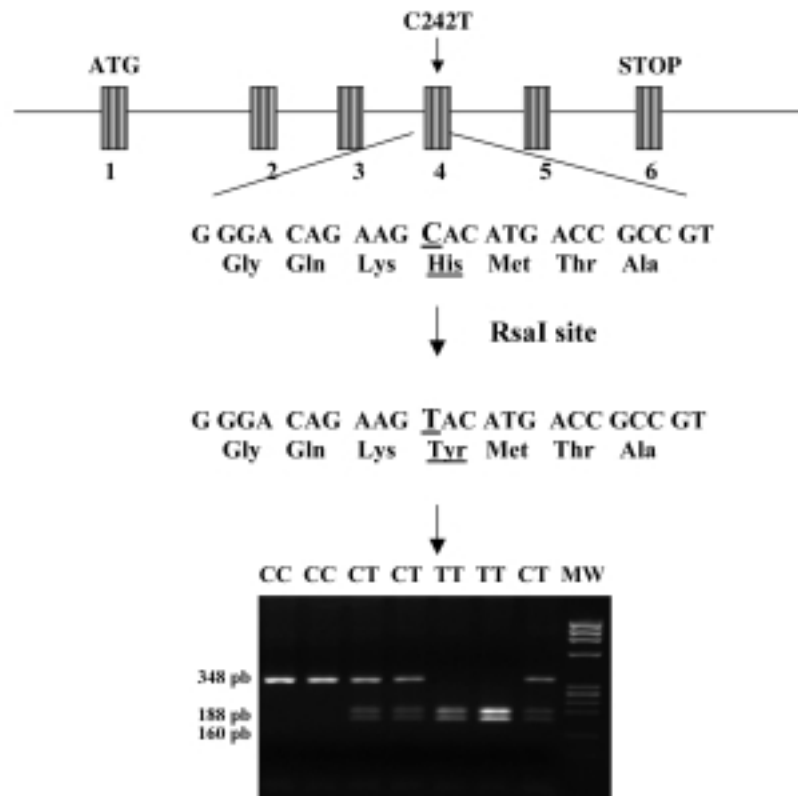 C242T
ATG STOP
1 2 3 4 5 6
G GGA CAG AAG CAC ATG ACC GCC GT
Gly Gln Lys His Met Thr Ala
RsaI site
G GGA CAG AAG TAC ATG ACC GCC GT
Gly Gln Lys Tyr Met Thr Ala
CC CC CT CT TT TT CT MW
348 pb
188 pb
160 pb